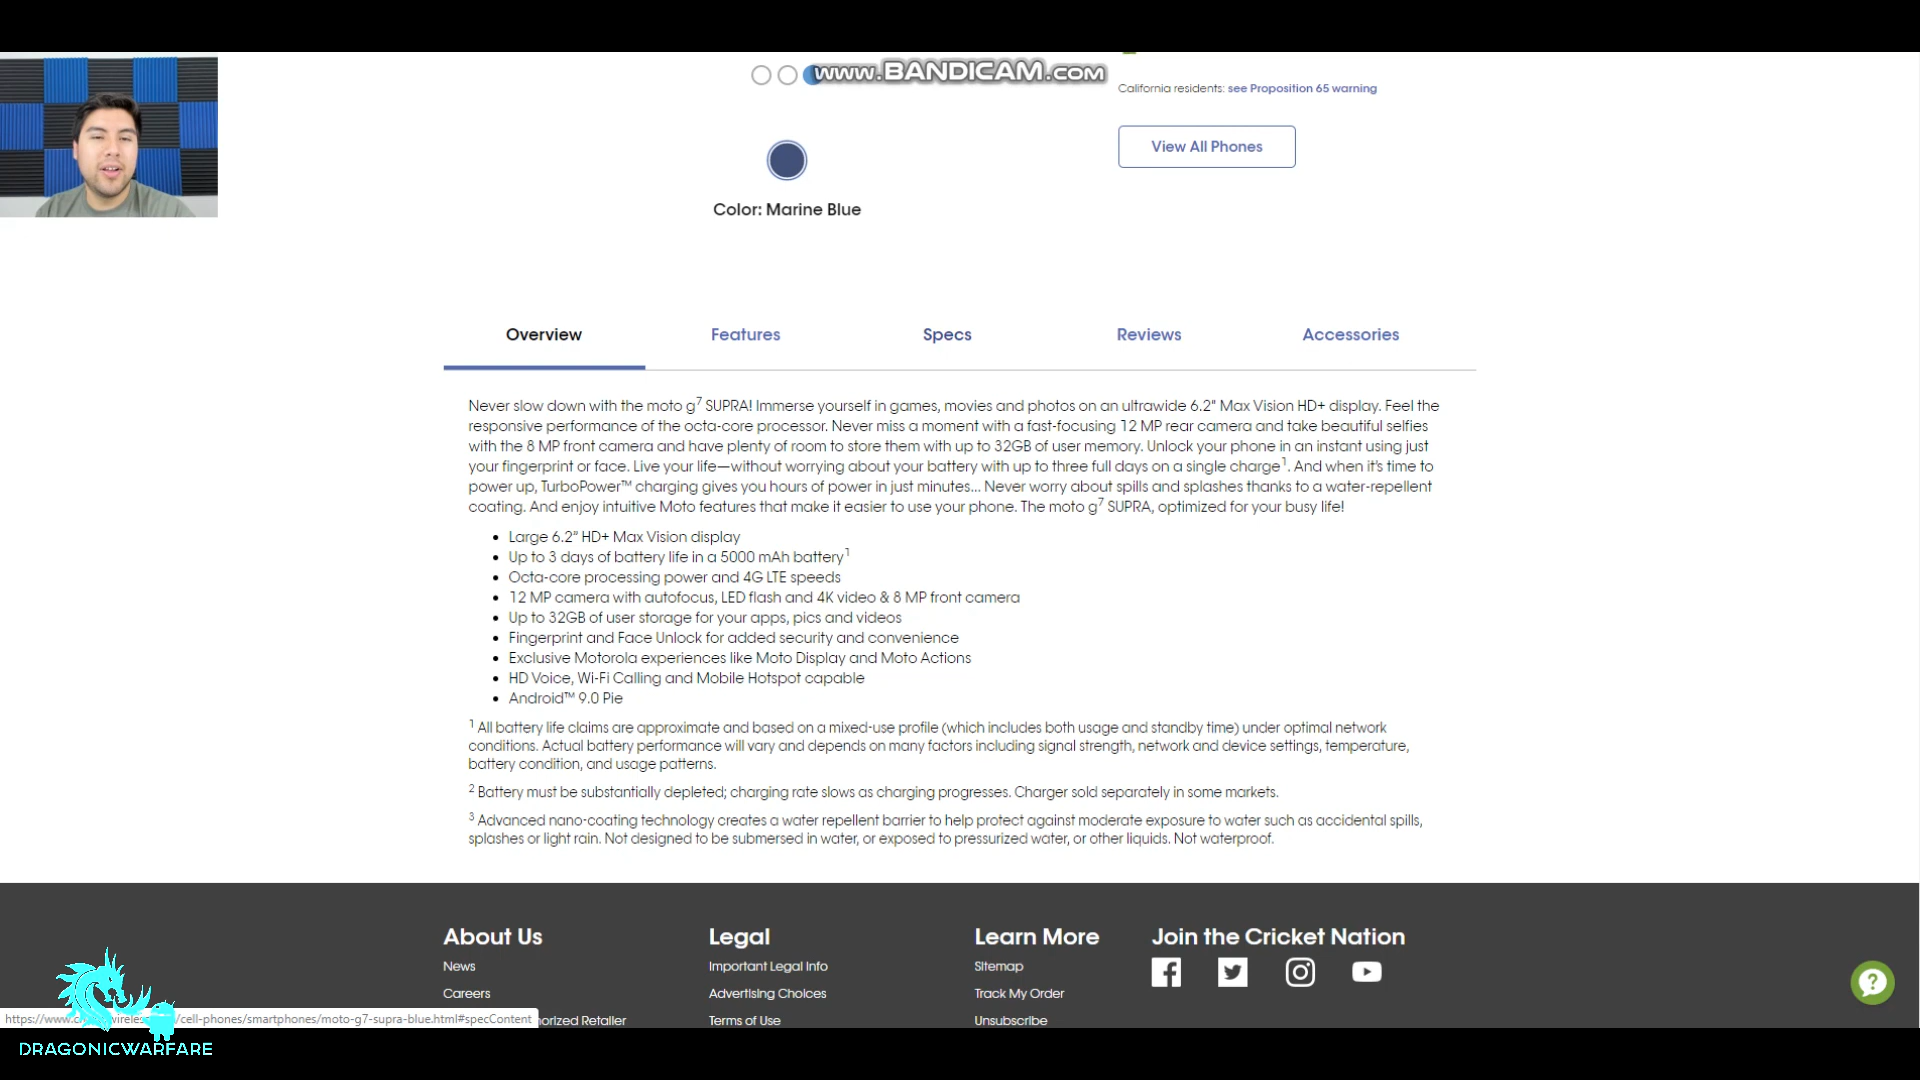 www.BANDICAM.com
California residents: see Proposition 65 warning
View All Phones
Color: Marine Blue
Overview
Features
Specs
Reviews
Accessories
Never slow down with the moto g⁷ SUPRA! Immerse yourself in games, movies and photos on an ultrawide 6.2" Max Vision HD+ display. Feel the
responsive performance of the octa-core processor. Never miss a moment with a fast-focusing 12 MP rear camera and take beautiful selfies
with the 8 MP front camera and have plenty of room to store them with up to 32GB of user memory. Unlock your phone in an instant using just
your fingerprint or face. Live your life—without worrying about your battery with up to three full days on a single charge¹. And when it's time to
power up, TurboPower™ charging gives you hours of power in just minutes... Never worry about spills and splashes thanks to a water-repellent
coating. And enjoy intuitive Moto features that make it easier to use your phone. The moto g⁷ SUPRA, optimized for your busy life!
• Large 6.2" HD+ Max Vision display
• Up to 3 days of battery life in a 5000 mAh battery¹
• Octa-core processing power and 4G LTE speeds
• 12 MP camera with autofocus, LED flash and 4K video & 8 MP front camera
• Up to 32GB of user storage for your apps, pics and videos
• Fingerprint and Face Unlock for added security and convenience
• Exclusive Motorola experiences like Moto Display and Moto Actions
• HD Voice, Wi-Fi Calling and Mobile Hotspot capable
• Android™ 9.0 Pie
¹ All battery life claims are approximate and based on a mixed-use profile (which includes both usage and standby time) under optimal network
conditions. Actual battery performance will vary and depends on many factors including signal strength, network and device settings, temperature,
battery condition, and usage patterns.
² Battery must be substantially depleted; charging rate slows as charging progresses. Charger sold separately in some markets.
³ Advanced nano-coating technology creates a water repellent barrier to help protect against moderate exposure to water such as accidental spills,
splashes or light rain. Not designed to be submersed in water, or exposed to pressurized water, or other liquids. Not waterproof.
About Us
Legal
Learn More
Join the Cricket Nation
News
Important Legal Info
Sitemap
Careers
Advertising Choices
Track My Order
Retailer
Terms of Use
Unsubscribe
/cell-phones/smartphones/moto-g7-supra-blue.html#specContent
DRAGONICWARFARE